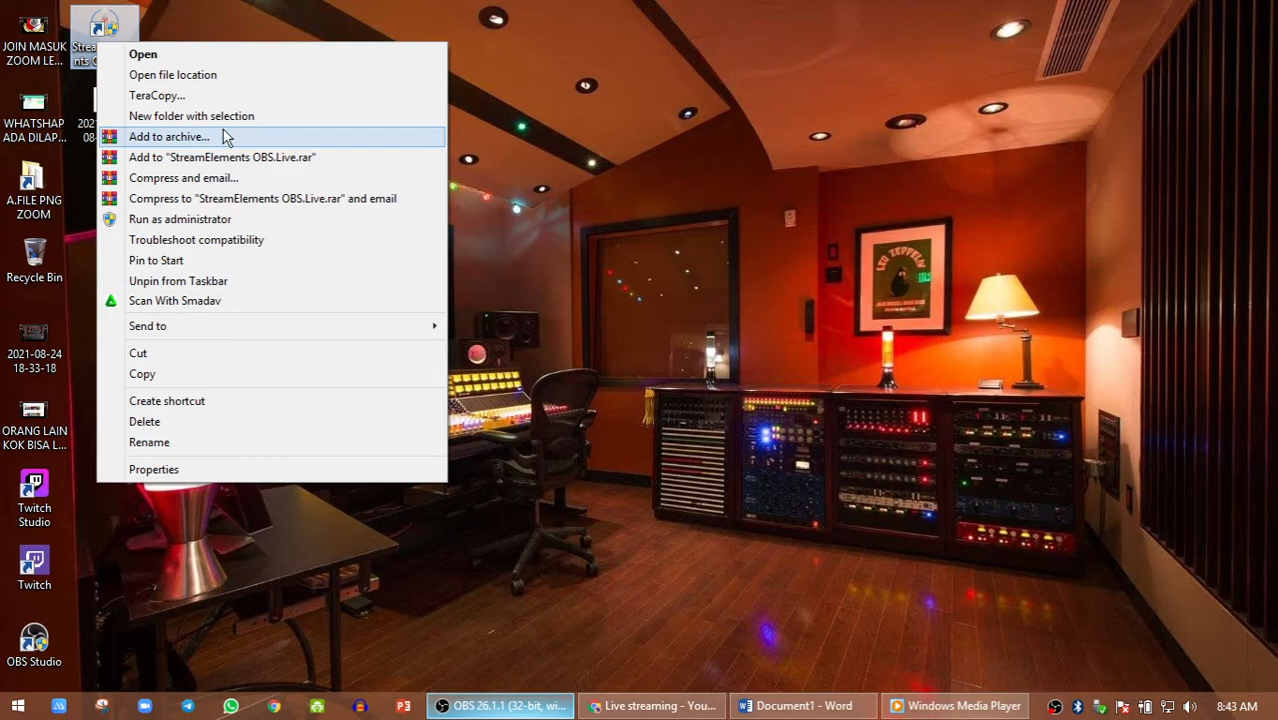 JOIN MASUK
ZOOM LE...
WHATSHAP
ADA DILAP...
A.FILE PNG
ZOOM
Recycle Bin
2021-08-24
18-33-18
ORANG LAIN
KOK BISA L...
Twitch
Studio
Twitch
OBS Studio
Open
Open file location
TeraCopy...
New folder with selection
Add to archive...
Add to "StreamElements OBS.Live.rar"
Compress and email...
Compress to "StreamElements OBS.Live.rar" and email
Run as administrator
Troubleshoot compatibility
Pin to Start
Unpin from Taskbar
Scan With Smadav
Send to
Cut
Copy
Create shortcut
Delete
Rename
Properties
LED ZEPPELIN
OBS 26.1.1 (32-bit, wi...
Live streaming - You...
Document1 - Word
Windows Media Player
8:43 AM